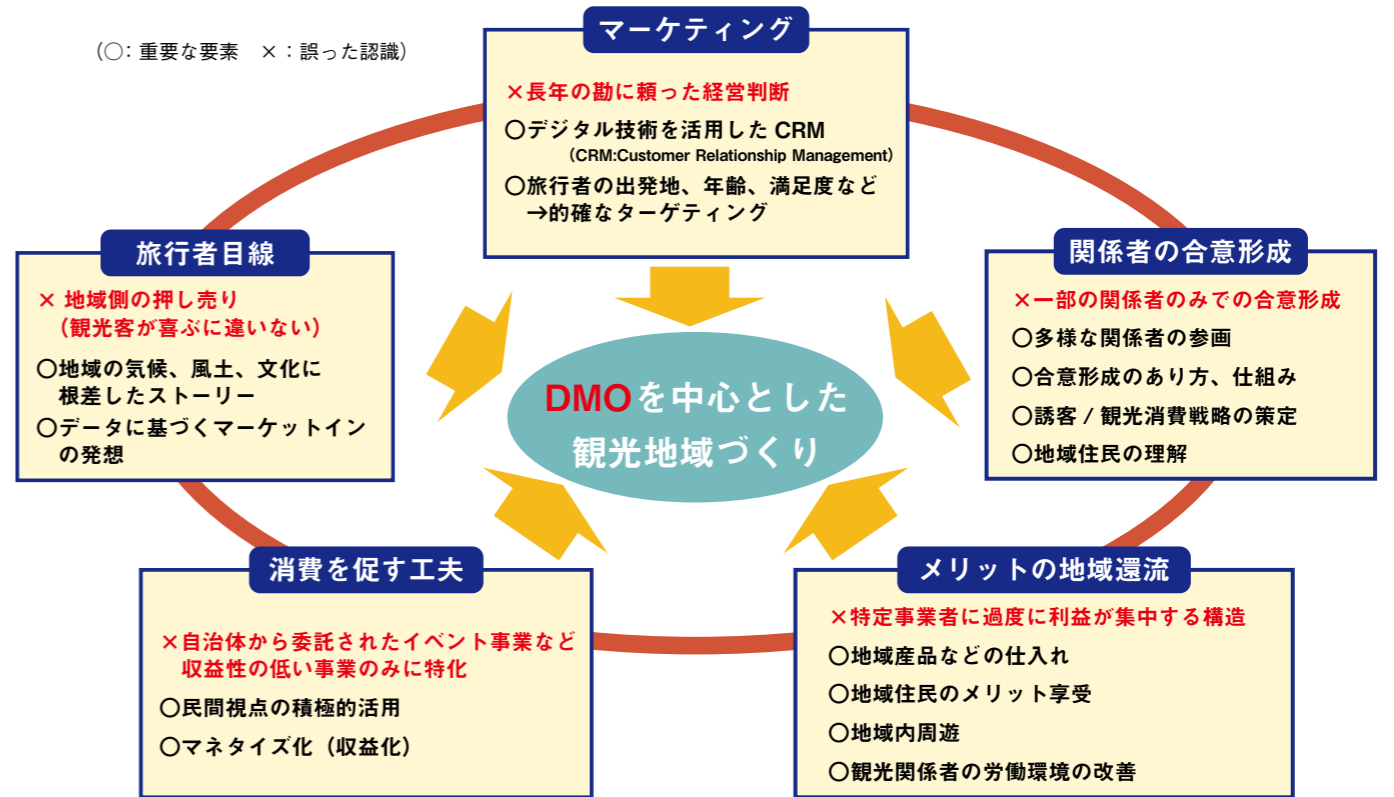 （○：重要な要素　×：誤った認識）
マーケティング
×長年の勘に頼った経営判断
○デジタル技術を活用した CRM
（CRM:Customer Relationship Management）
○旅行者の出発地、年齢、満足度など
→的確なターゲティング
旅行者目線
× 地域側の押し売り
（観光客が喜ぶに違いない）
○地域の気候、風土、文化に
根差したストーリー
○データに基づくマーケットイン
の発想
関係者の合意形成
×一部の関係者のみでの合意形成
○多様な関係者の参画
○合意形成のあり方、仕組み
○誘客 / 観光消費戦略の策定
○地域住民の理解
DMOを中心とした
観光地域づくり
消費を促す工夫
×自治体から委託されたイベント事業など
収益性の低い事業のみに特化
○民間視点の積極的活用
○マネタイズ化（収益化）
メリットの地域還流
×特定事業者に過度に利益が集中する構造
○地域産品などの仕入れ
○地域住民のメリット享受
○地域内周遊
○観光関係者の労働環境の改善